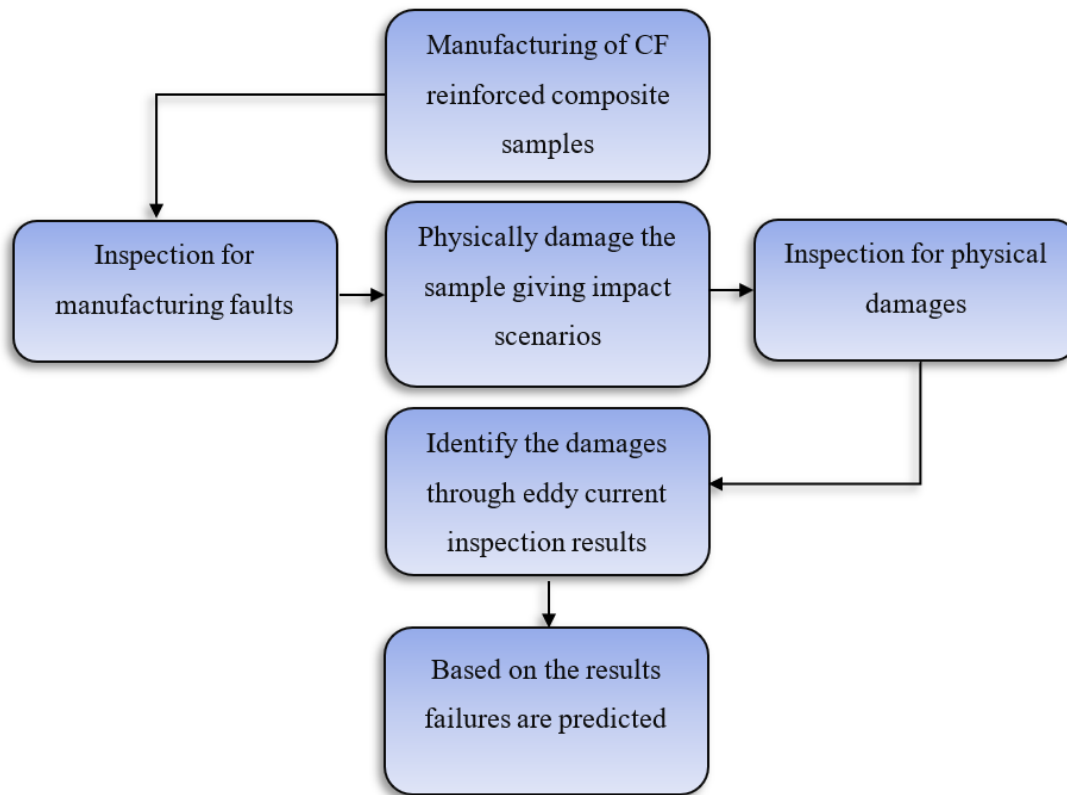 Manufacturing of CF
reinforced composite
samples
Inspection for
manufacturing faults
Physically damage the
sample giving impact
scenarios
Inspection for physical
damages
Identify the damages
through eddy current
inspection results
Based on the results
failures are predicted